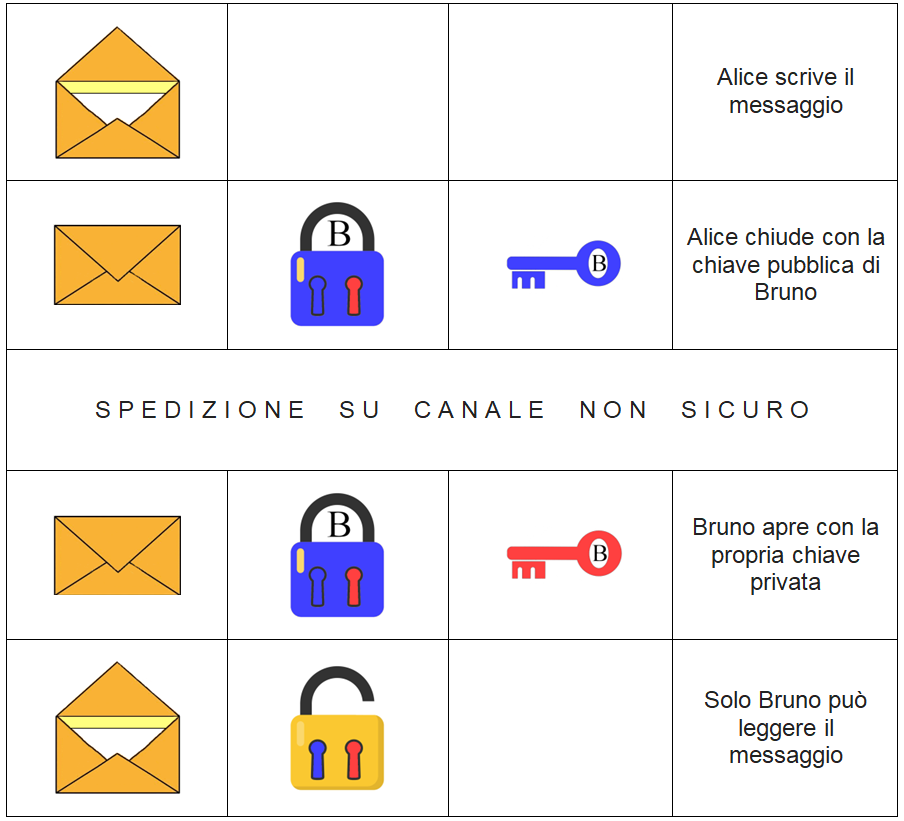 Alice scrive il
messaggio
B
B
Alice chiude con la
chiave pubblica di
Bruno
SPEDIZIONE SU CANALE NON SICURO
B
B
Bruno apre con la
propria chiave
privata
Solo Bruno può
leggere il
messaggio